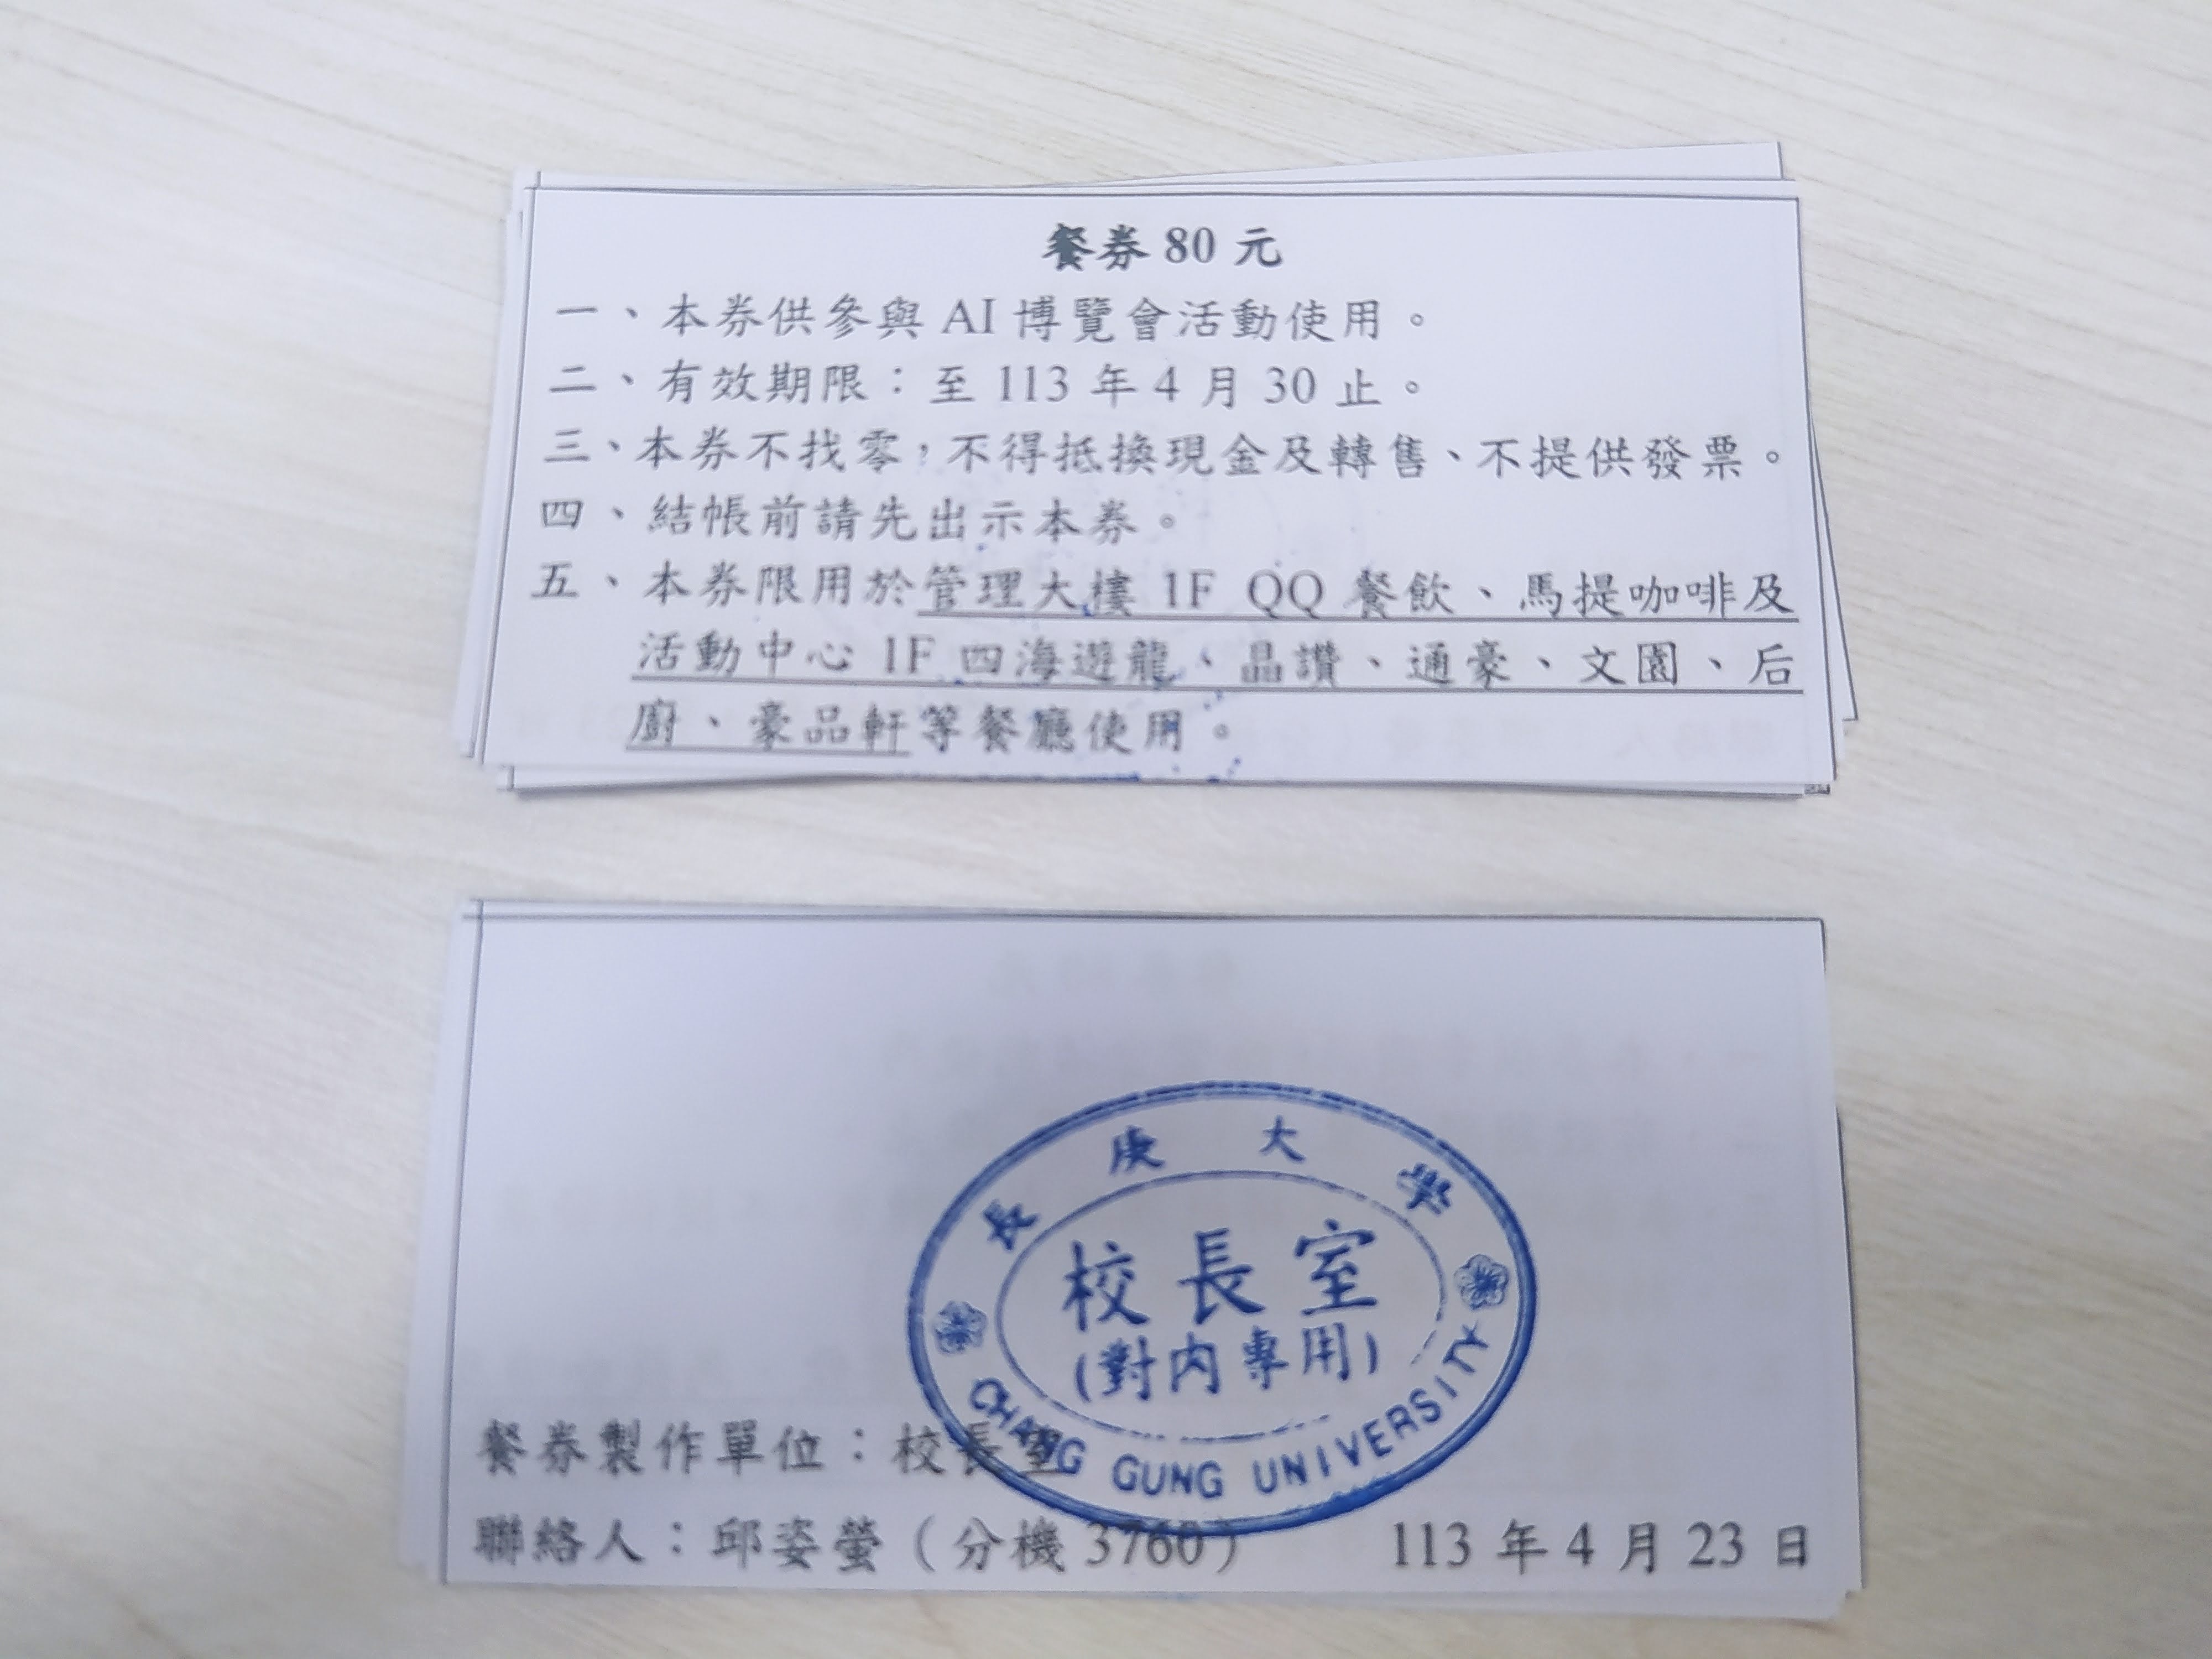 餐券 80 元
一、本券供參與 AI 博覽會活動使用。
二、有效期限：至 113 年 4 月 30 止。
三、本券不找零，不得抵換現金及轉售、不提供發票。
四、結帳前請先出示本券。
五、本券限用於管理大樓 1F QQ 餐飲、馬提咖啡及
活動中心 1F 四海遊龍、晶讚、通豪、文園、后
廚、豪品軒等餐廳使用。
長庚大學
校長室
(對內專用)
CHANG GUNG UNIVERSITY
餐券製作單位：校長室
聯絡人：邱姿螢（分機 3760） 113 年 4 月 23 日